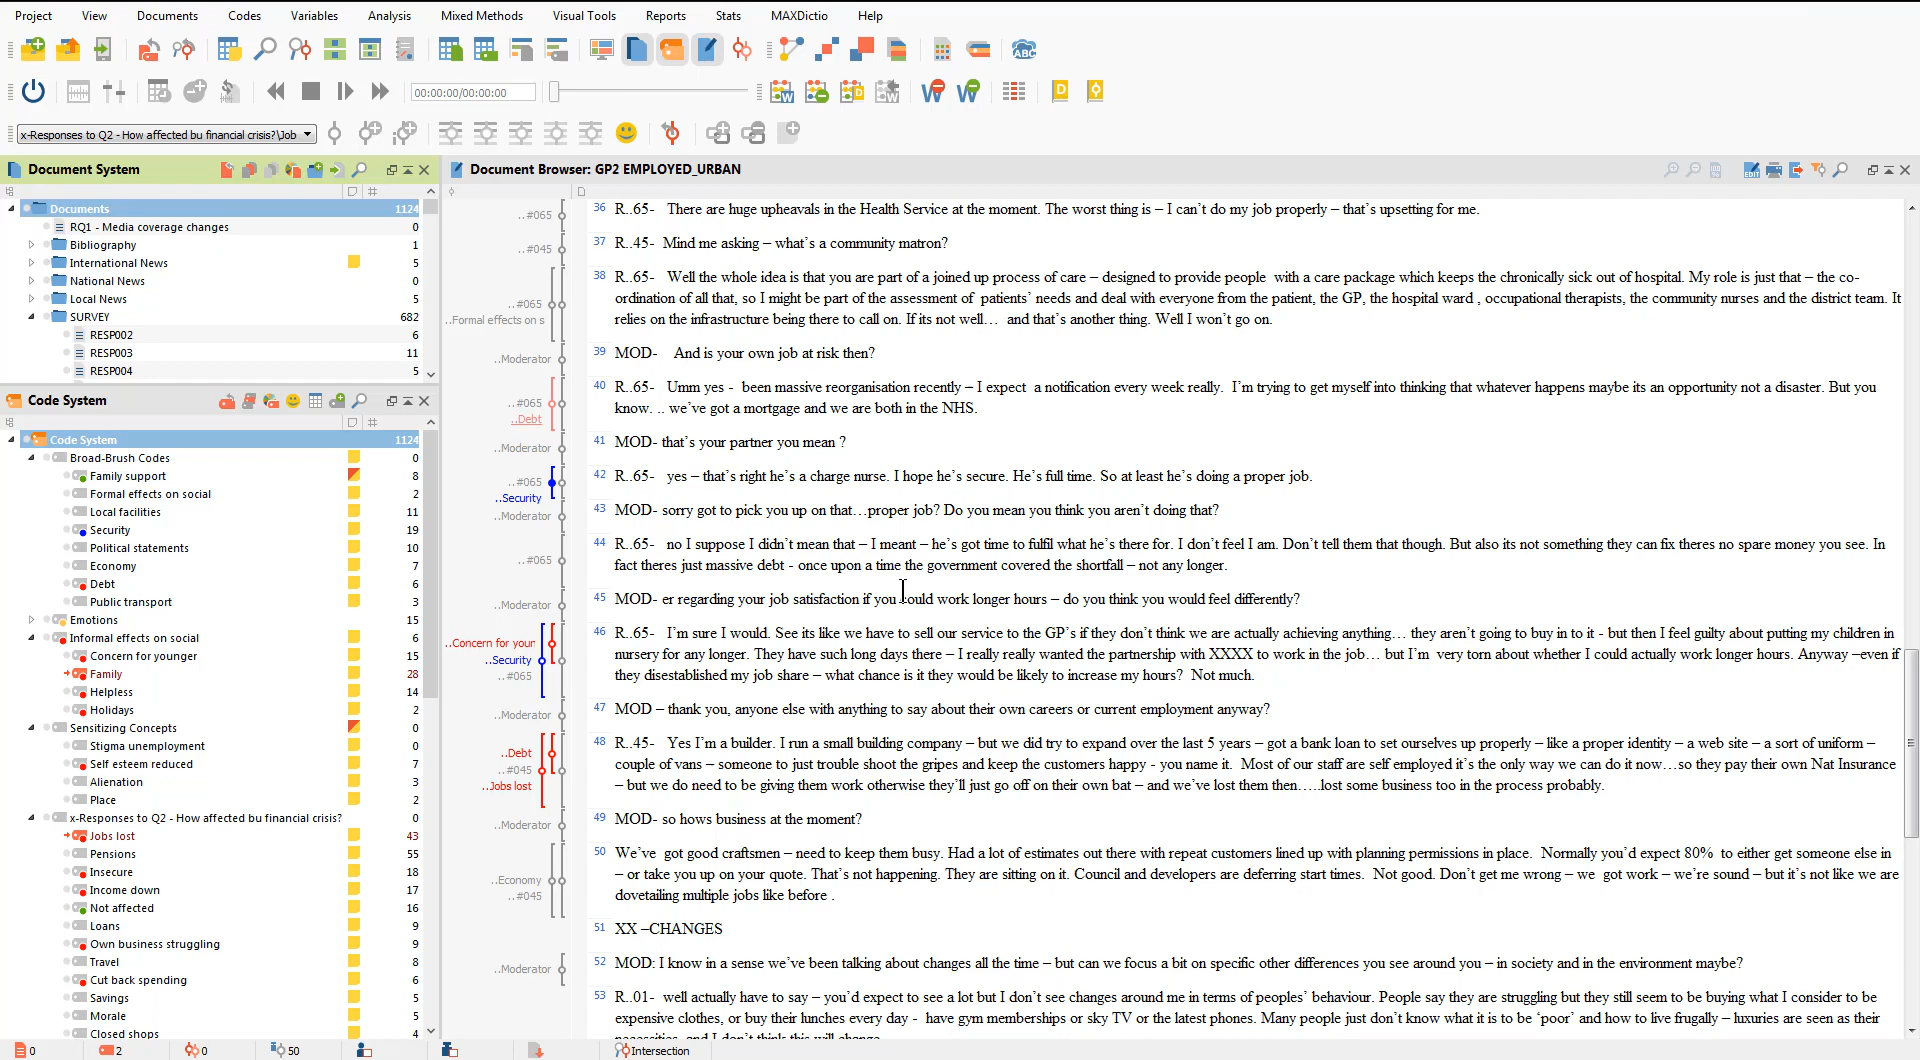 Project View Documents Codes Variables Analysis Mixed Methods Visual Tools Reports Stats MAXDictio Help
00:00:00/00:00:00
x-Responses to Q2 - How affected bu financial crisis?\Job
Document System
Documents 1124
RQ1 - Media coverage changes 0
Bibliography 1
International News 5
National News 0
Local News 5
SURVEY 682
RESP002 6
RESP003 11
RESP004 5
Code System
Code System 1124
Broad-Brush Codes 0
Family support 8
Formal effects on social 2
Local facilities 11
Security 19
Political statements 10
Economy 7
Debt 6
Public transport 3
Emotions 15
Informal effects on social 6
Concern for younger 15
Family 28
Helpless 14
Holidays 2
Sensitizing Concepts 0
Stigma unemployment 0
Self esteem reduced 7
Alienation 3
Place 2
x-Responses to Q2 - How affected bu financial crisis? 0
Jobs lost 43
Pensions 55
Insecure 18
Income down 17
Not affected 16
Loans 9
Own business struggling 9
Travel 8
Cut back spending 6
Savings 5
Morale 5
Closed shops 4
Document Browser: GP2 EMPLOYED_URBAN
..#065
..#045
..#065
..Formal effects on s
..Moderator
..#065
..Debt
..Moderator
..#065
..Security
..Moderator
..#065
..Moderator
..Concern for your
..Security
..#065
..Moderator
..Debt
..#045
..Jobs lost
..Moderator
..Economy
..#045
..Moderator
36 R..65- There are huge upheavals in the Health Service at the moment. The worst thing is – I can't do my job properly – that's upsetting for me.
37 R..45- Mind me asking – what's a community matron?
38 R..65- Well the whole idea is that you are part of a joined up process of care – designed to provide people with a care package which keeps the chronically sick out of hospital. My role is just that – the co-
ordination of all that, so I might be part of the assessment of patients' needs and deal with everyone from the patient, the GP, the hospital ward , occupational therapists, the community nurses and the district team. It
relies on the infrastructure being there to call on. If its not well… and that's another thing. Well I won't go on.
39 MOD- And is your own job at risk then?
40 R..65- Umm yes - been massive reorganisation recently – I expect a notification every week really. I'm trying to get myself into thinking that whatever happens maybe its an opportunity not a disaster. But you
know. .. we've got a mortgage and we are both in the NHS.
41 MOD- that's your partner you mean ?
42 R..65- yes – that's right he's a charge nurse. I hope he's secure. He's full time. So at least he's doing a proper job.
43 MOD- sorry got to pick you up on that…proper job? Do you mean you think you aren't doing that?
44 R..65- no I suppose I didn't mean that – I meant – he's got time to fulfil what he's there for. I don't feel I am. Don't tell them that though. But also its not something they can fix theres no spare money you see. In
fact theres just massive debt - once upon a time the government covered the shortfall – not any longer.
45 MOD- er regarding your job satisfaction if you could work longer hours – do you think you would feel differently?
46 R..65- I'm sure I would. See its like we have to sell our service to the GP's if they don't think we are actually achieving anything… they aren't going to buy in to it - but then I feel guilty about putting my children in
nursery for any longer. They have such long days there – I really really wanted the partnership with XXXX to work in the job… but I'm very torn about whether I could actually work longer hours. Anyway –even if
they disestablished my job share – what chance is it they would be likely to increase my hours? Not much.
47 MOD – thank you, anyone else with anything to say about their own careers or current employment anyway?
48 R..45- Yes I'm a builder. I run a small building company – but we did try to expand over the last 5 years – got a bank loan to set ourselves up properly – like a proper identity – a web site – a sort of uniform –
couple of vans – someone to just trouble shoot the gripes and keep the customers happy - you name it. Most of our staff are self employed it's the only way we can do it now…so they pay their own Nat Insurance
– but we do need to be giving them work otherwise they'll just go off on their own bat – and we've lost them then…..lost some business too in the process probably.
49 MOD- so hows business at the moment?
50 We've got good craftsmen – need to keep them busy. Had a lot of estimates out there with repeat customers lined up with planning permissions in place. Normally you'd expect 80% to either get someone else in
– or take you up on your quote. That's not happening. They are sitting on it. Council and developers are deferring start times. Not good. Don't get me wrong – we got work – we're sound – but it's not like we are
dovetailing multiple jobs like before .
51 XX –CHANGES
52 MOD: I know in a sense we've been talking about changes all the time – but can we focus a bit on specific other differences you see around you – in society and in the environment maybe?
53 R..01- well actually have to say – you'd expect to see a lot but I don't see changes around me in terms of peoples' behaviour. People say they are struggling but they still seem to be buying what I consider to be
expensive clothes, or buy their lunches every day - have gym memberships or sky TV or the latest phones. Many people just don't know what it is to be 'poor' and how to live frugally – luxuries are seen as their
0 2 0 50 Intersection